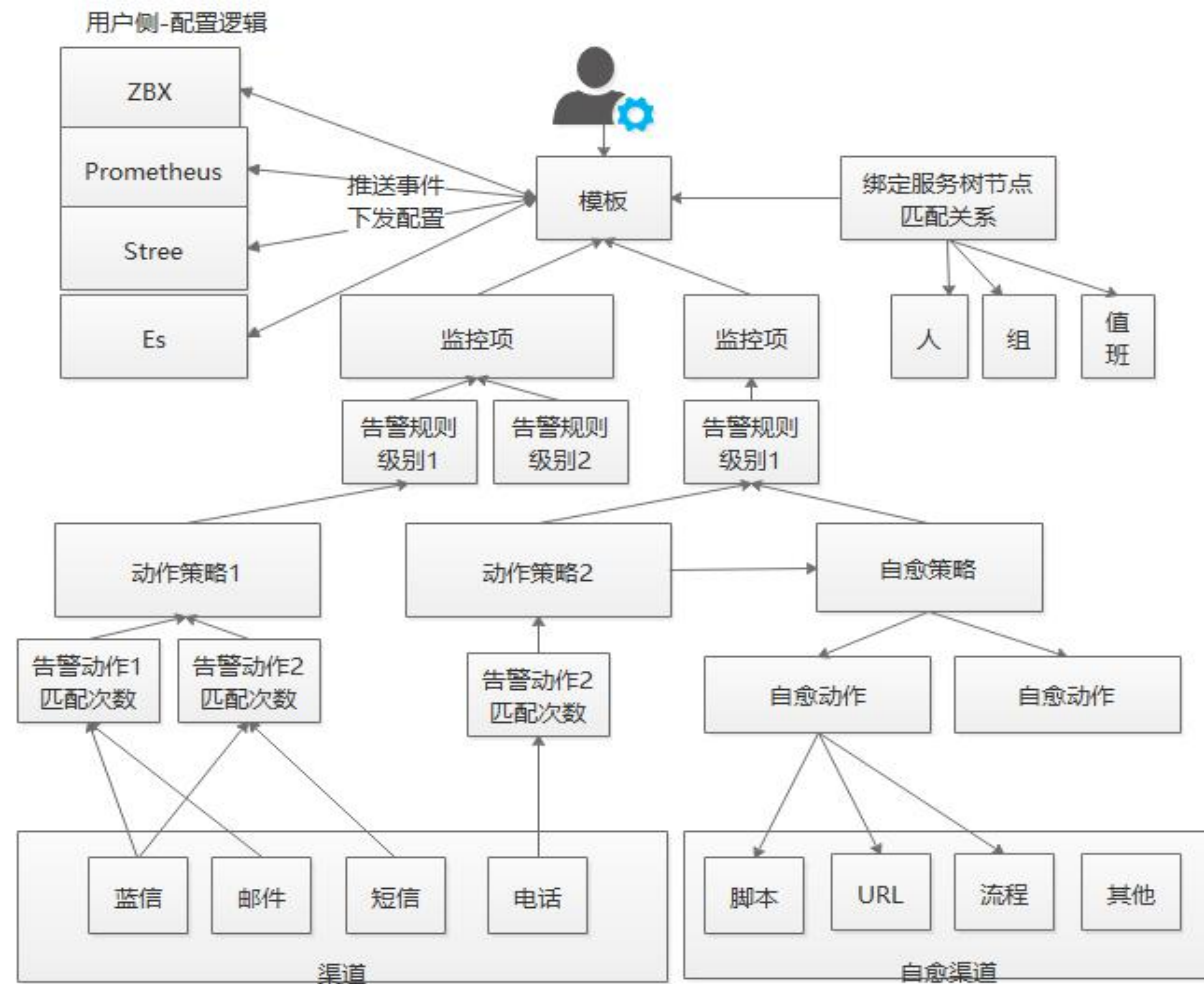 用户侧-配置逻辑
ZBX
Prometheus
Stree
Es
推送事件
下发配置
模板
绑定服务树节点
匹配关系
人
组
值
班
监控项
监控项
告警规则
级别1
告警规则
级别2
告警规则
级别1
动作策略1
动作策略2
自愈策略
告警动作1
匹配次数
告警动作2
匹配次数
告警动作2
匹配次数
自愈动作
自愈动作
蓝信
邮件
短信
电话
渠道
脚本
URL
流程
其他
自愈渠道